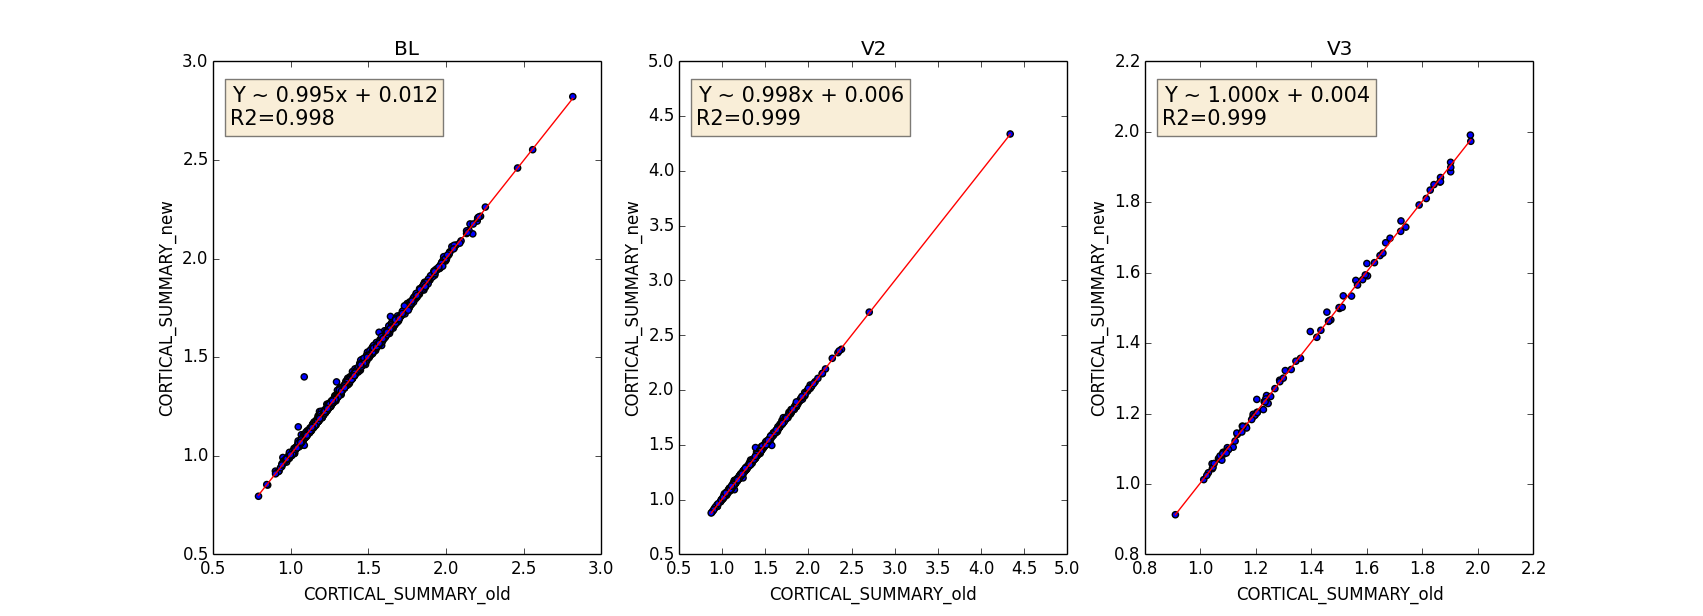 BL
Y ~ 0.995x + 0.012
R2=0.998
CORTICAL_SUMMARY_new
3.0
2.5
2.0
1.5
1.0
0.5
0.5 1.0 1.5 2.0 2.5 3.0
CORTICAL_SUMMARY_old
V2
Y ~ 0.998x + 0.006
R2=0.999
CORTICAL_SUMMARY_new
5.0
4.5
4.0
3.5
3.0
2.5
2.0
1.5
1.0
0.5
0.5 1.0 1.5 2.0 2.5 3.0 3.5 4.0 4.5 5.0
CORTICAL_SUMMARY_old
V3
Y ~ 1.000x + 0.004
R2=0.999
CORTICAL_SUMMARY_new
2.2
2.0
1.8
1.6
1.4
1.2
1.0
0.8
0.8 1.0 1.2 1.4 1.6 1.8 2.0 2.2
CORTICAL_SUMMARY_old